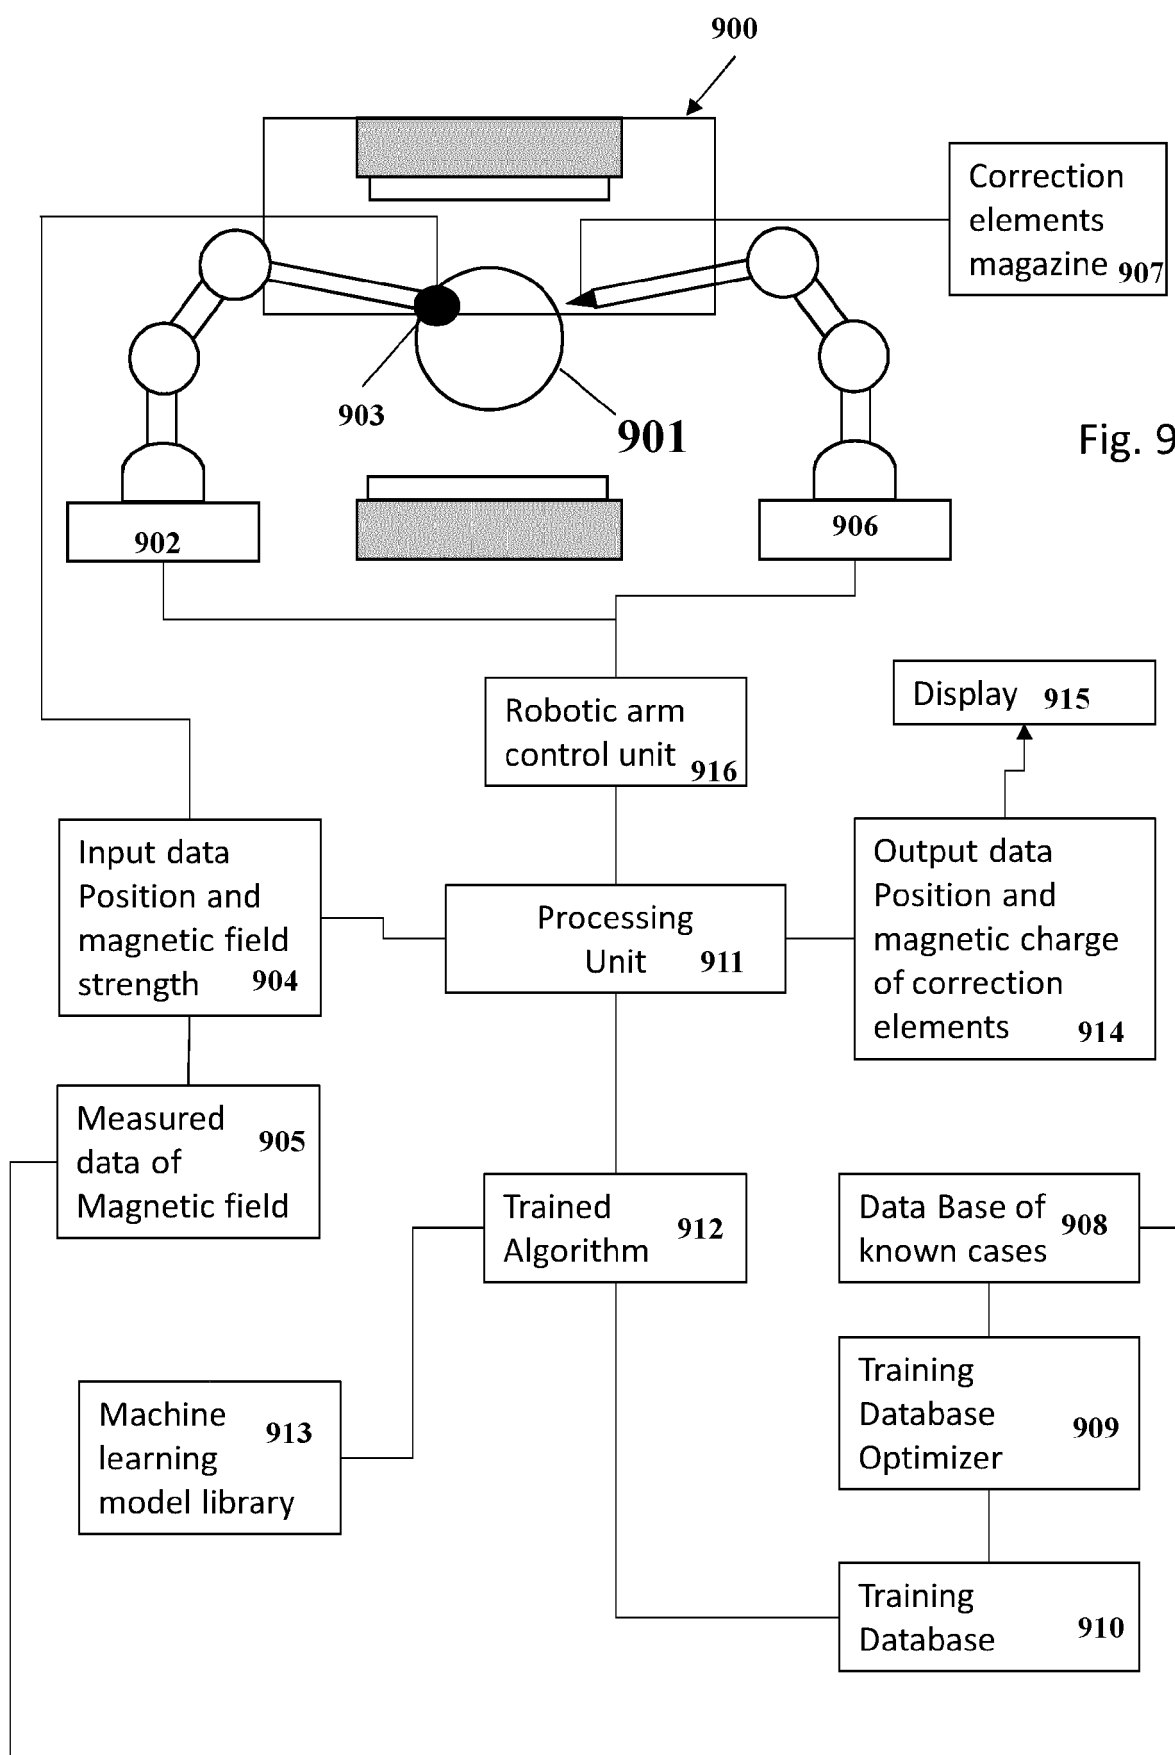 900
Correction
elements
magazine 907
903
901
Fig. 9
902
906
Display 915
Robotic arm
control unit 916
Input data
Position and
magnetic field
strength 904
Processing
Unit 911
Output data
Position and
magnetic charge
of correction
elements 914
Measured
data of
Magnetic field
905
Trained
Algorithm 912
Data Base of
known cases 908
Machine
learning
model library
913
Training
Database
Optimizer
909
Training
Database 910